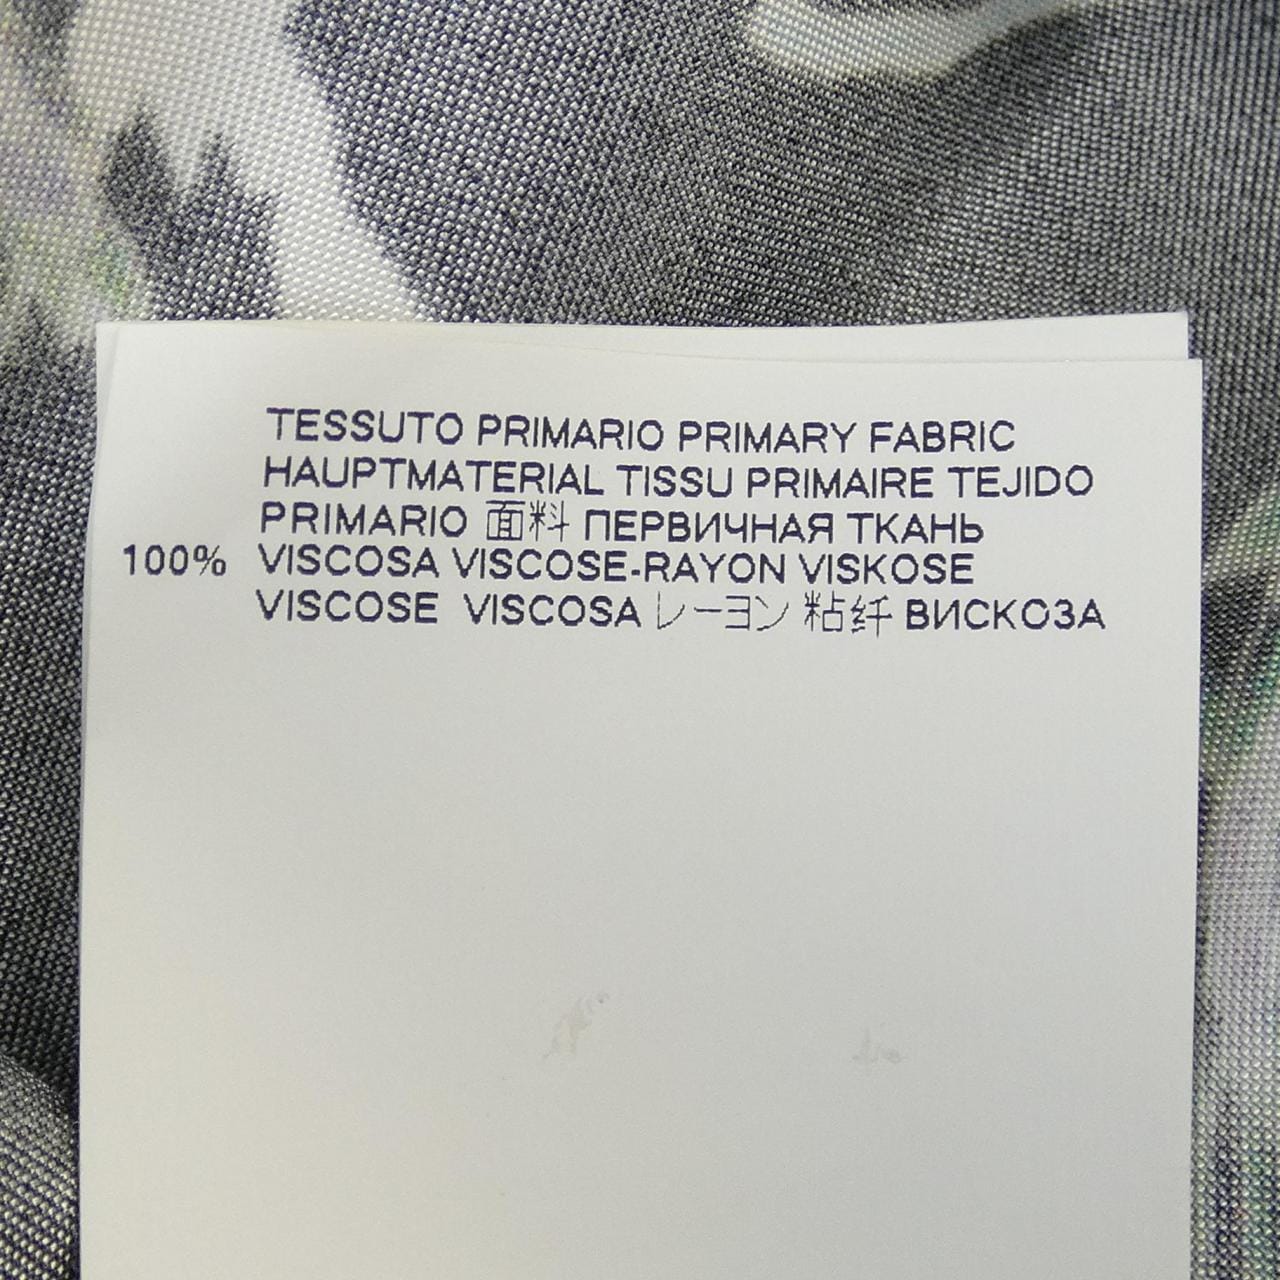 TESSUTO PRIMARIO PRIMARY FABRIC
HAUPTMATERIAL TISSU PRIMAIRE TEJIDO
PRIMARIO 面料 ПЕРВИЧНАЯ ТКАНЬ
100% VISCOSA VISCOSE-RAYON VISKOSE
VISCOSE VISCOSA レーヨン 粘纤 ВИСКОЗА